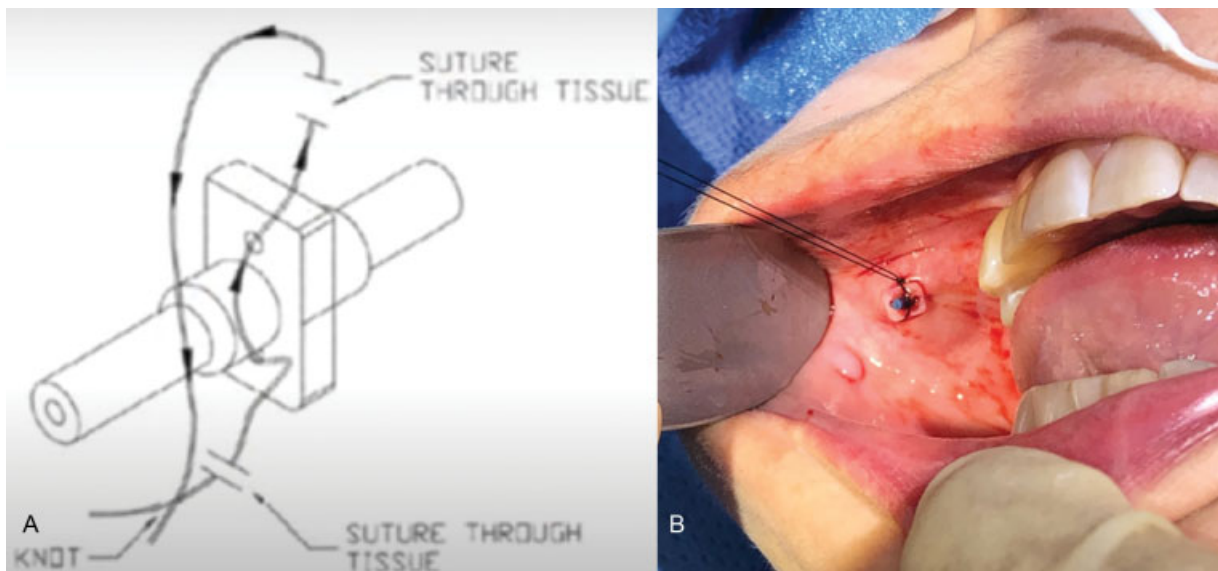 SUTURE
THROUGH TISSUE
A
KNOT
SUTURE THROUGH
TISSUE
B